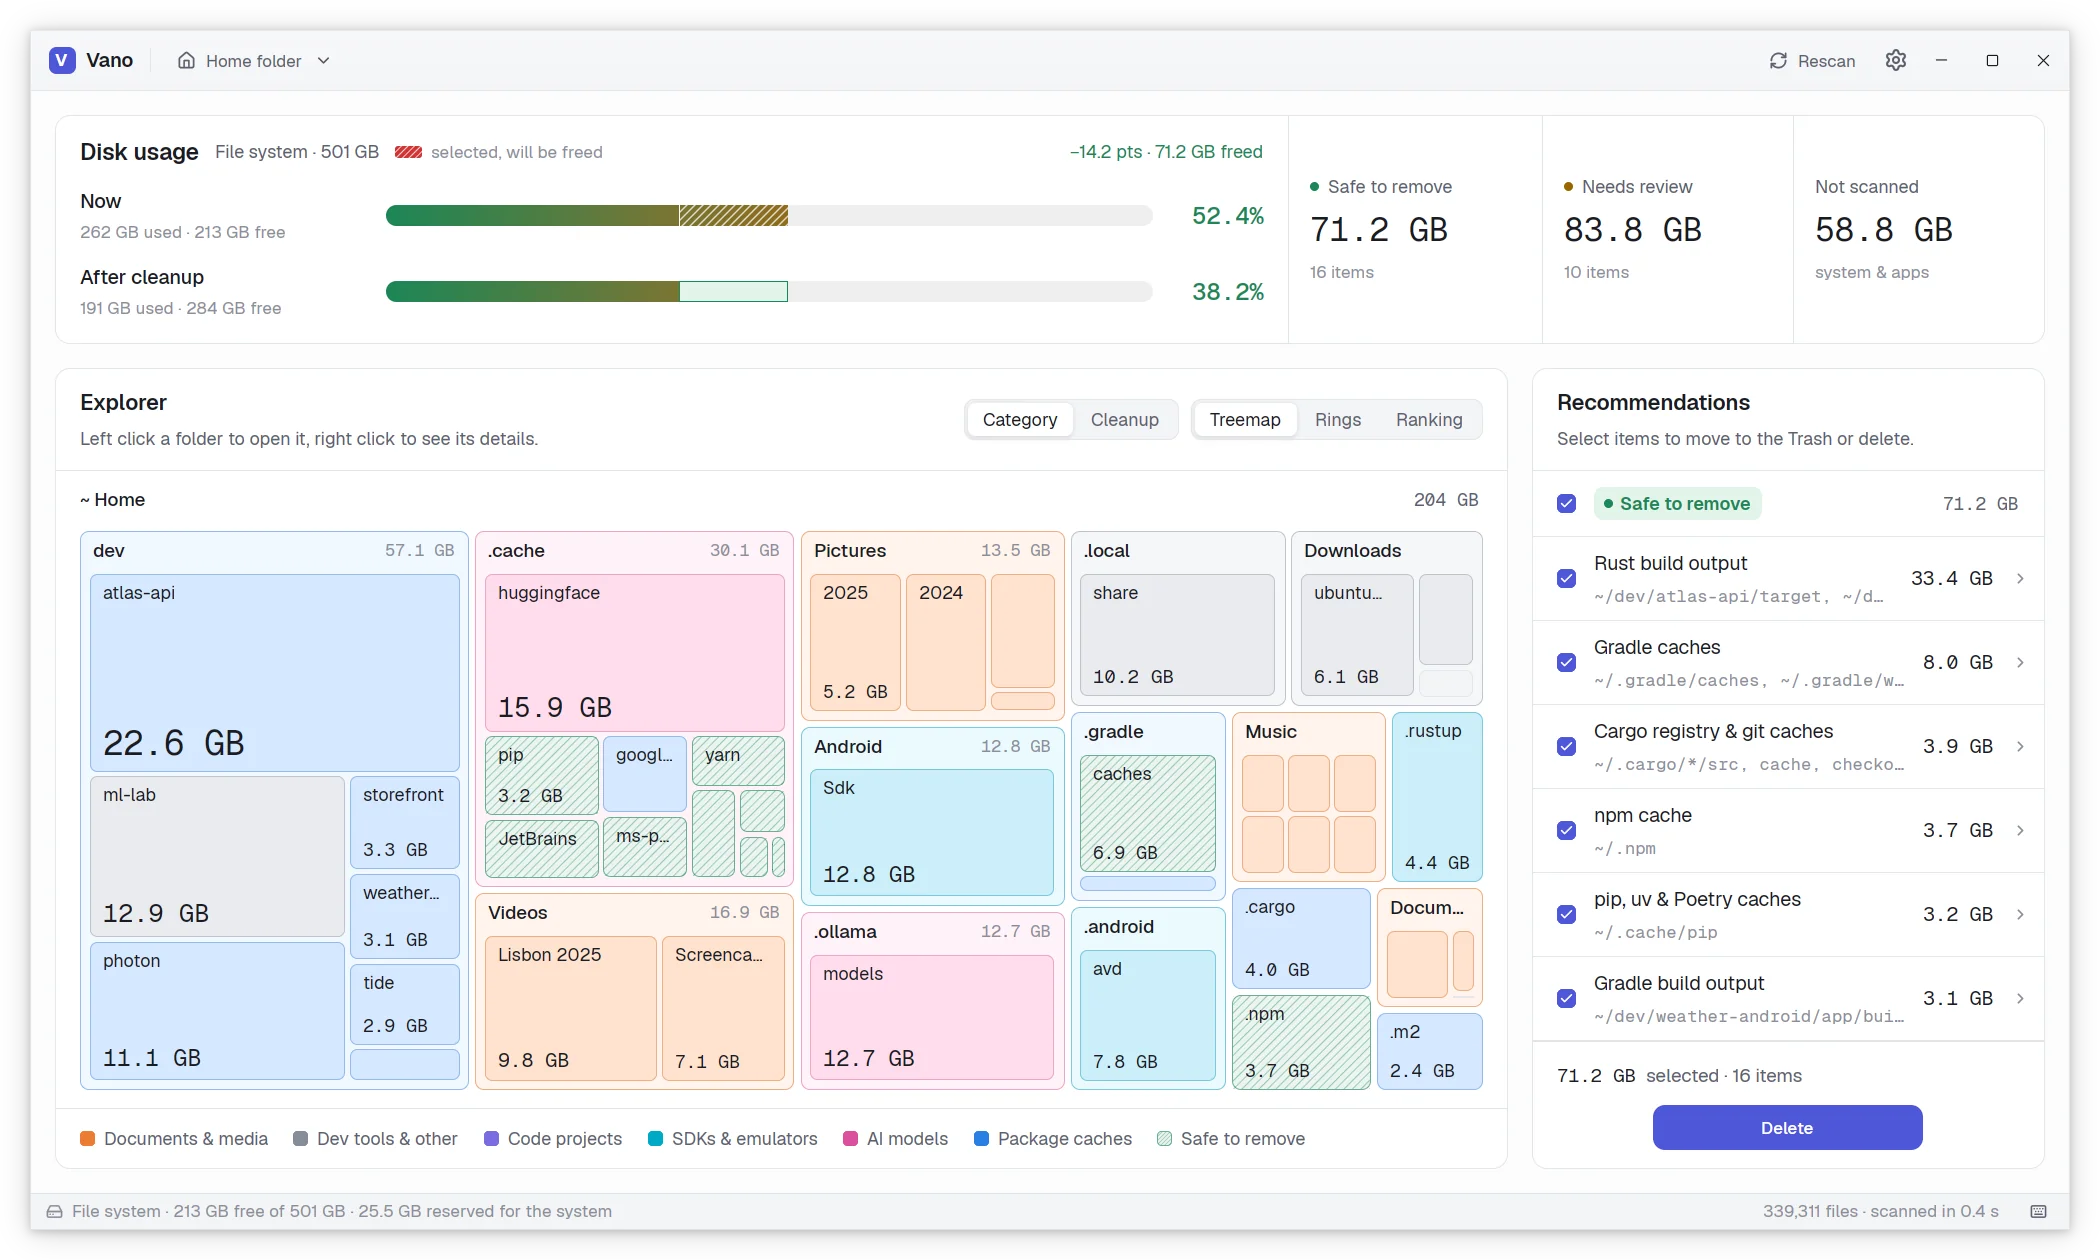 V Vano
Home folder
Rescan
Disk usage
File system · 501 GB
selected, will be freed
−14.2 pts · 71.2 GB freed
Now
262 GB used · 213 GB free
52.4%
After cleanup
191 GB used · 284 GB free
38.2%
Safe to remove
71.2 GB
16 items
Needs review
83.8 GB
10 items
Not scanned
58.8 GB
system & apps
Explorer
Left click a folder to open it, right click to see its details.
Category
Cleanup
Treemap
Rings
Ranking
~ Home
204 GB
dev
57.1 GB
atlas-api
22.6 GB
ml-lab
12.9 GB
storefront
3.3 GB
weather...
3.1 GB
photon
11.1 GB
tide
2.9 GB
.cache
30.1 GB
huggingface
15.9 GB
pip
3.2 GB
googl...
yarn
JetBrains
ms-p...
Videos
16.9 GB
Lisbon 2025
9.8 GB
Screenca...
7.1 GB
Pictures
13.5 GB
2025
5.2 GB
2024
Android
12.8 GB
Sdk
12.8 GB
.ollama
12.7 GB
models
12.7 GB
.local
share
10.2 GB
Downloads
ubuntu...
6.1 GB
.gradle
caches
6.9 GB
Music
.rustup
4.4 GB
.android
avd
7.8 GB
.cargo
4.0 GB
Docum...
.npm
3.7 GB
.m2
2.4 GB
Documents & media
Dev tools & other
Code projects
SDKs & emulators
AI models
Package caches
Safe to remove
Recommendations
Select items to move to the Trash or delete.
Safe to remove
71.2 GB
Rust build output
~/dev/atlas-api/target, ~/d…
33.4 GB
Gradle caches
~/.gradle/caches, ~/.gradle/w…
8.0 GB
Cargo registry & git caches
~/.cargo/*/src, cache, checko…
3.9 GB
npm cache
~/.npm
3.7 GB
pip, uv & Poetry caches
~/.cache/pip
3.2 GB
Gradle build output
~/dev/weather-android/app/bui…
3.1 GB
71.2 GB selected · 16 items
Delete
File system · 213 GB free of 501 GB · 25.5 GB reserved for the system
339,311 files · scanned in 0.4 s